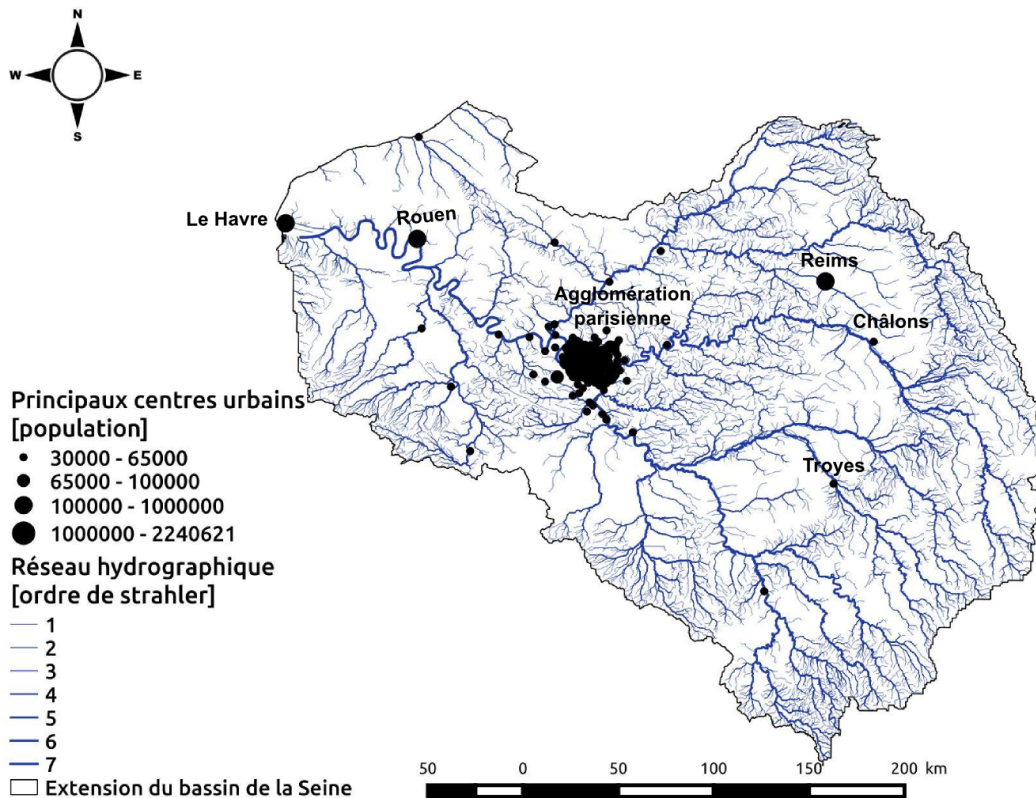 N
W E
S
Le Havre
Rouen
Reims
Agglomération
parisienne
Châlons
Troyes
Principaux centres urbains
[population]
30000 - 65000
65000 - 100000
100000 - 1000000
1000000 - 2240621
Réseau hydrographique
[ordre de strahler]
1
2
3
4
5
6
7
Extension du bassin de la Seine
50 0 50 100 150 200 km